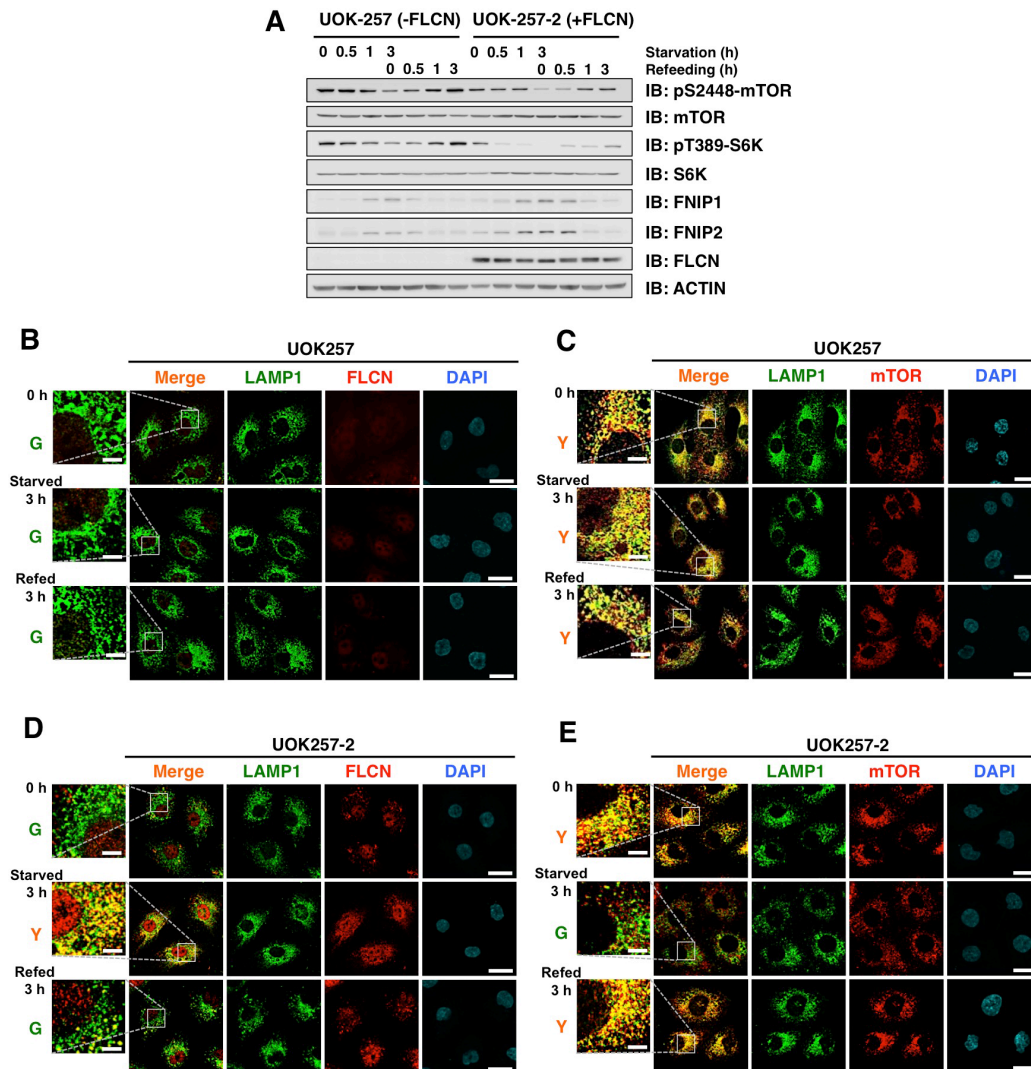 A
UOK-257 (-FLCN) UOK-257-2 (+FLCN)
0 0.5 1 3 0 0.5 1 3 Starvation (h)
0 0.5 1 3 0 0.5 1 3 Refeeding (h)
IB: pS2448-mTOR
IB: mTOR
IB: pT389-S6K
IB: S6K
IB: FNIP1
IB: FNIP2
IB: FLCN
IB: ACTIN
B
UOK257
Merge LAMP1 FLCN DAPI
0 h
G
Starved
3 h
G
Refed
3 h
G
C
UOK257
Merge LAMP1 mTOR DAPI
0 h
Y
Starved
3 h
Y
Refed
3 h
Y
D
UOK257-2
Merge LAMP1 FLCN DAPI
0 h
G
Starved
3 h
Y
Refed
3 h
G
E
UOK257-2
Merge LAMP1 mTOR DAPI
0 h
Y
Starved
3 h
G
Refed
3 h
Y